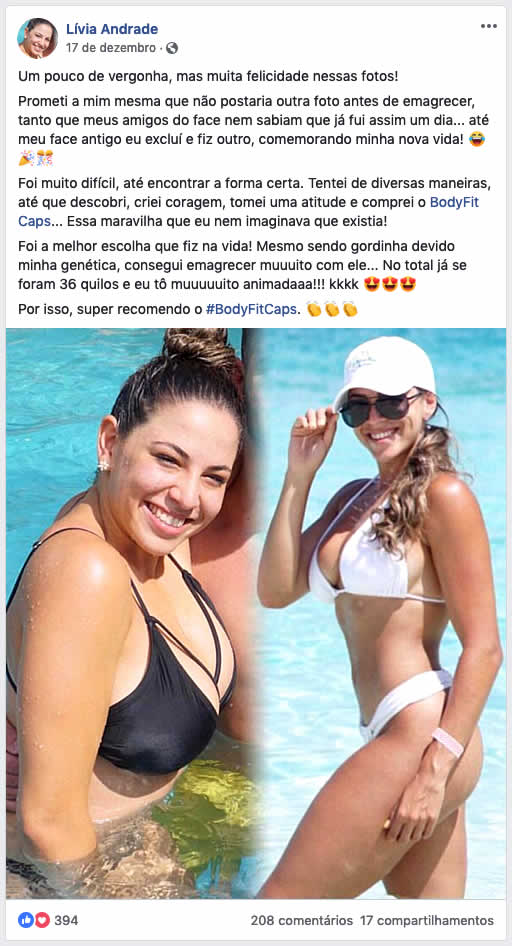 Lívia Andrade
17 de dezembro ·
Um pouco de vergonha, mas muita felicidade nessas fotos!
Prometi a mim mesma que não postaria outra foto antes de emagrecer,
tanto que meus amigos do face nem sabiam que já fui assim um dia... até
meu face antigo eu excluí e fiz outro, comemorando minha nova vida! 😂
🎉🎊
Foi muito difícil, até encontrar a forma certa. Tentei de diversas maneiras,
até que descobri, criei coragem, tomei uma atitude e comprei o BodyFit
Caps... Essa maravilha que eu nem imaginava que existia!
Foi a melhor escolha que fiz na vida! Mesmo sendo gordinha devido
minha genética, consegui emagrecer muuuito com ele... No total já se
foram 36 quilos e eu tô muuuuuito animadaaa!!! kkkk 😍😍😍
Por isso, super recomendo o #BodyFitCaps. 👏👏👏
394
208 comentários 17 compartilhamentos